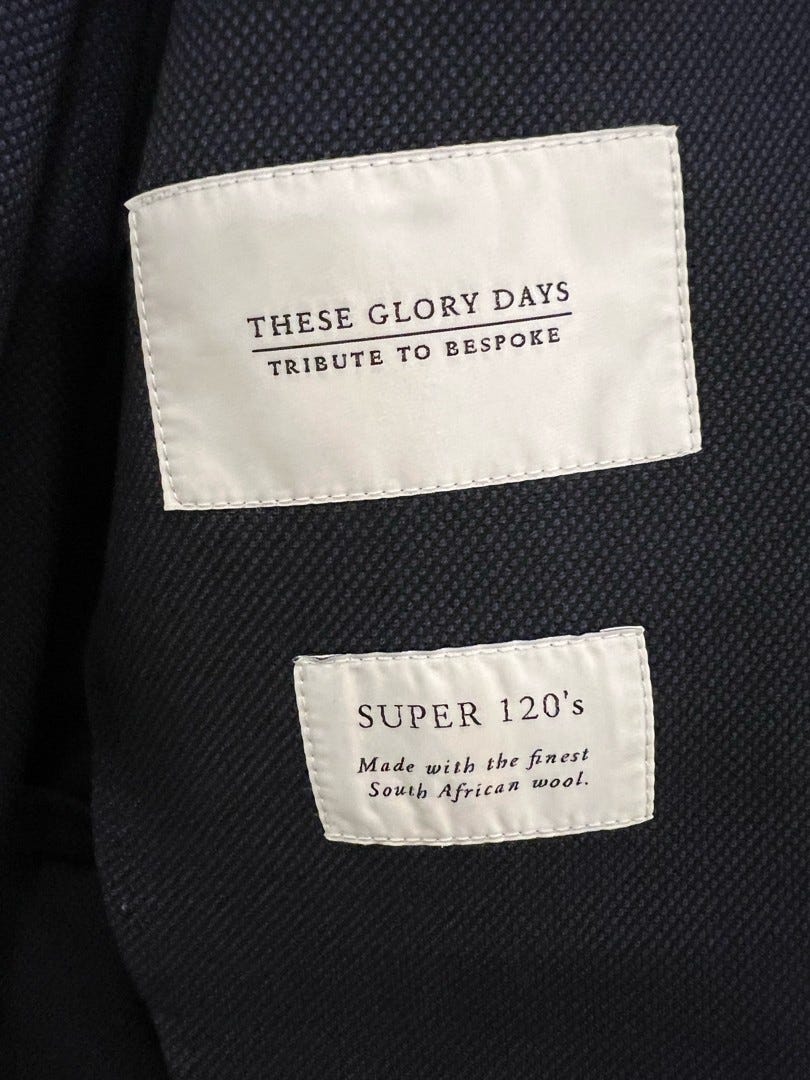 THESE GLORY DAYS
TRIBUTE TO BESPOKE
SUPER 120's
Made with the finest
South African wool.